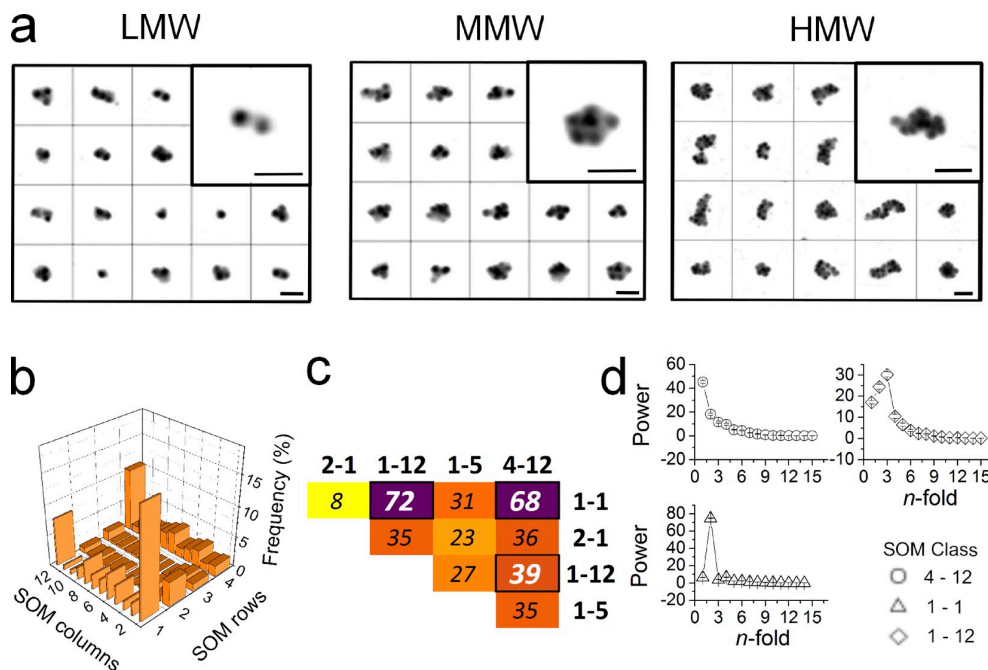 a
LMW MMW HMW
b
SOM columns
12 10 8 6 4 2
SOM rows
1 2 3 4
Frequency (%)
0 5 10 15
c
2-1 1-12 1-5 4-12
8 72 31 68 1-1
35 23 36 2-1
27 39 1-12
35 1-5
d
Power
60
40
20
0
-20
0 3 6 9 12 15
30
20
10
0
0 3 6 9 12 15
n-fold
Power
80
60
40
20
0
-20
0 3 6 9 12 15
n-fold
SOM Class
4 - 12
1 - 1
1 - 12